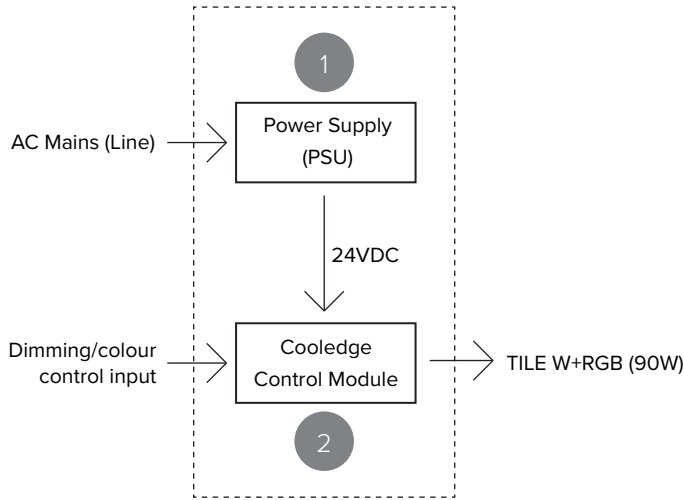 1
Power Supply
(PSU)
AC Mains (Line)
24VDC
Dimming/colour
control input
Cooledge
Control Module
TILE W+RGB (90W)
2